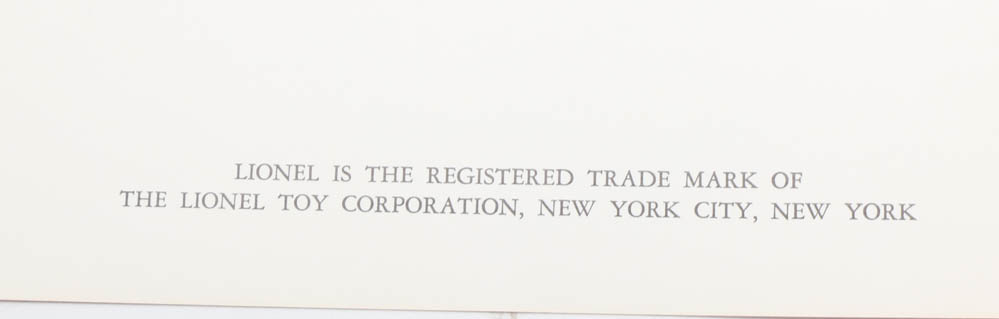 LIONEL IS THE REGISTERED TRADE MARK OF
THE LIONEL TOY CORPORATION, NEW YORK CITY, NEW YORK